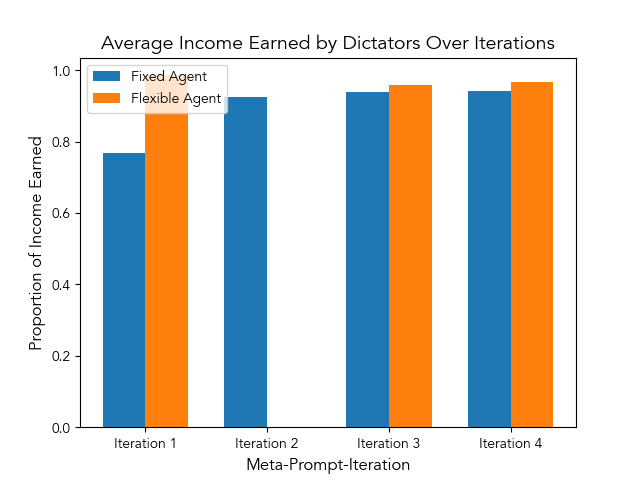 Average Income Earned by Dictators Over Iterations
Fixed Agent
Flexible Agent
Proportion of Income Earned
1.0
0.8
0.6
0.4
0.2
0.0
Iteration 1
Iteration 2
Iteration 3
Iteration 4
Meta-Prompt-Iteration